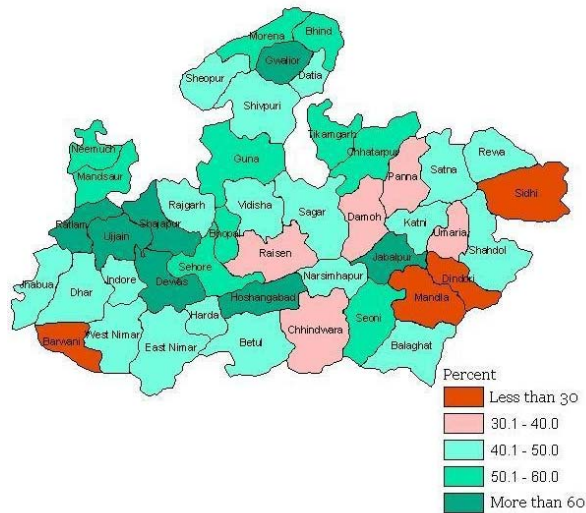 Bhind
Morena
Gwalior
Sheopur
Datia
Shivpuri
Tikamgarh
Chhatarpur
Rewa
Neemuch
Guna
Panna
Satna
Mandsaur
Sidhi
Rajgarh
Vidisha
Sagar
Damoh
Katni
Umaria
Ratlam
Shajapur
Ujjain
Bhopal
Raisen
Jabalpur
Shahdol
Sehore
Jhabua
Indore
Dewas
Narsimhapur
Dindori
Dhar
Hoshangabad
Mandla
Harda
Chhindwara
Seoni
Barwani
West Nimar
East Nimar
Betul
Balaghat
Percent
Less than 30
30.1 - 40.0
40.1 - 50.0
50.1 - 60.0
More than 60